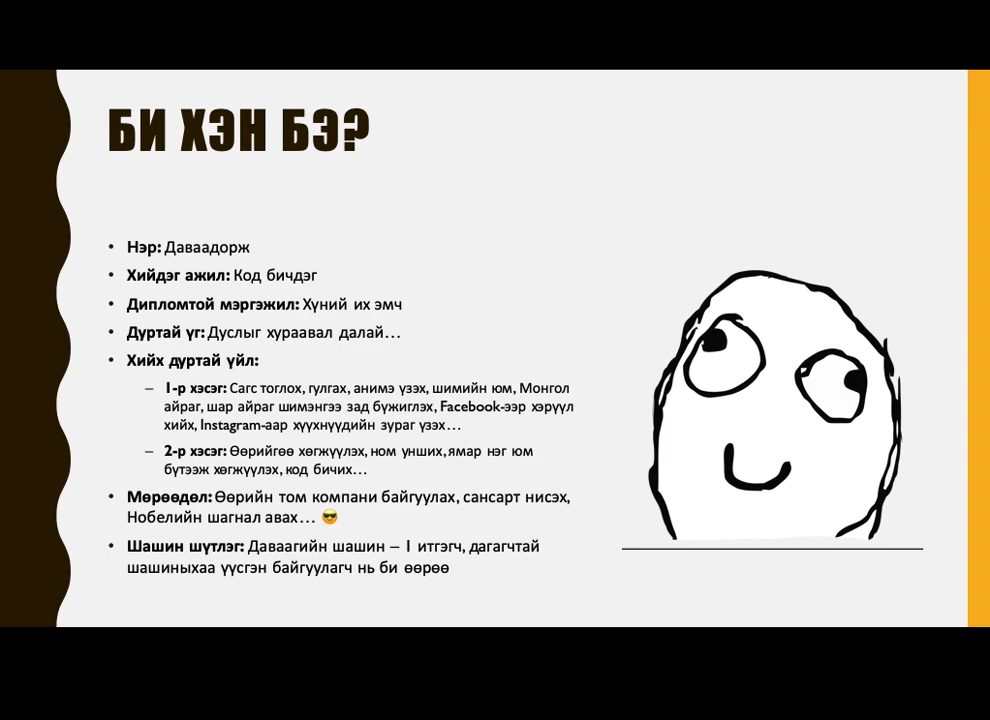 БИ ХЭН БЭ?
• Нэр: Даваадорж
• Хийдэг ажил: Код бичдэг
• Дипломтой мэргэжил: Хүний их эмч
• Дуртай үг: Дуслыг хураавал далай…
• Хийх дуртай үйл:
– 1-р хэсэг: Сагс тоглох, гулгах, анимэ үзэх, шимийн юм, Монгол
айраг, шар айраг шимэнгээ зад бүжиглэх, Facebook-ээр хэрүүл
хийх, Instagram-аар хүүхнүүдийн зураг үзэх…
– 2-р хэсэг: Өөрийгөө хөгжүүлэх, ном унших, ямар нэг юм
бүтээж хөгжүүлэх, код бичих…
• Мөрөөдөл: Өөрийн том компани байгуулах, сансарт нисэх,
Нобелийн шагнал авах… 😎
• Шашин шүтлэг: Даваагийн шашин – 1 итгэгч, дагагчтай
шашиныхаа үүсгэн байгуулагч нь би өөрөө